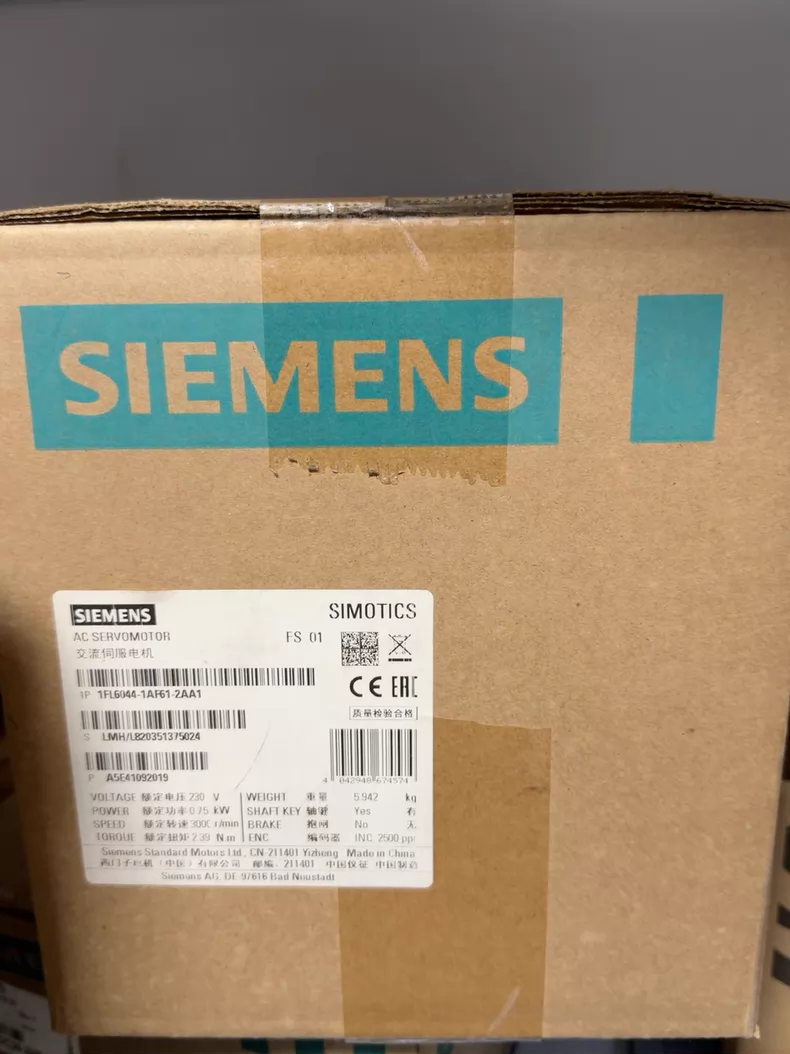 SIEMENS
SIEMENS
SIMOTICS
AC SERVOMOTOR
FS 01
交流伺服电机
1P 1FL6044-1AF61-2AA1
CE EAC
质量检验合格
S LMH/L820351375024
P A5E41092019
4 042948 674574
VOLTAGE 额定电压 230 V WEIGHT 重量 5.942 kg
POWER 额定功率 0.75 kW SHAFT KEY 轴键 Yes 有
SPEED 额定转速 3000 r/min BRAKE 抱闸 No 无
TORQUE 额定扭矩 2.39 N.m ENC 编码器 INC 2500 ppr
Siemens Standard Motors Ltd., CN-211401 Yizheng Made in China
西门子电机（中国）有限公司 邮编: 211401 中国仪征 中国制造
Siemens AG, DE-97616 Bad Neustadt